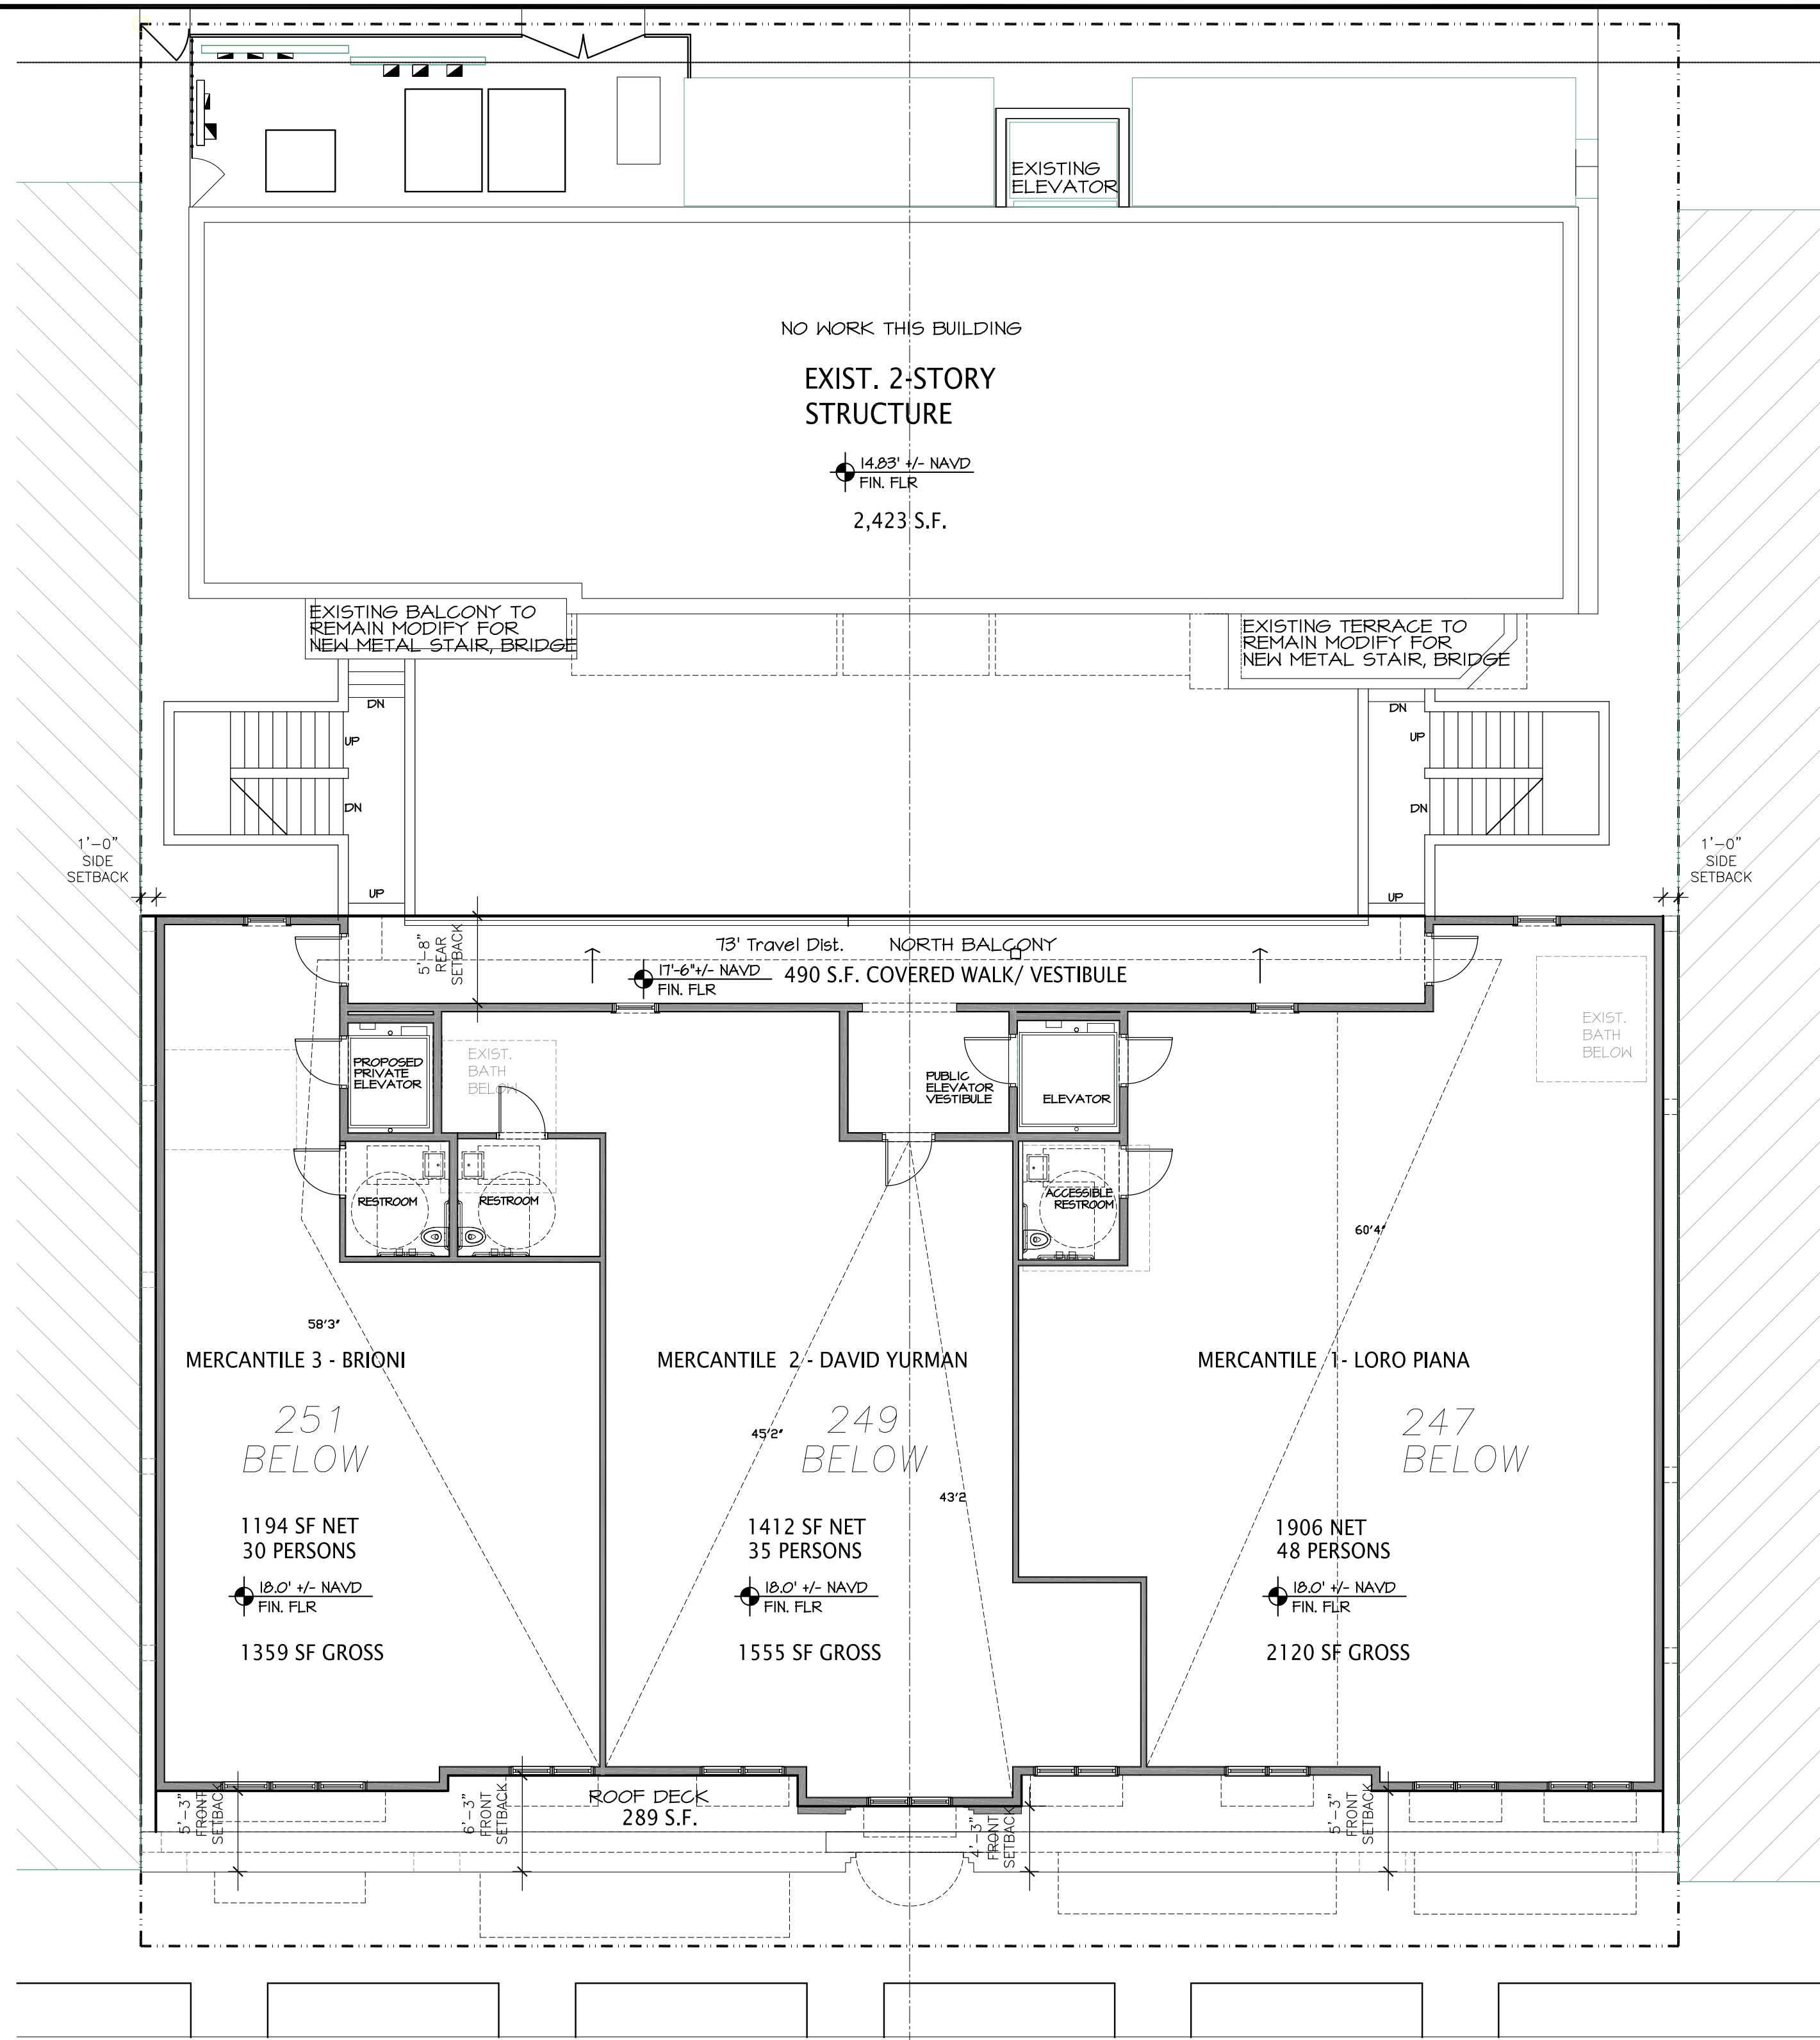 EXISTING
ELEVATOR
NO WORK THIS BUILDING
EXIST. 2-STORY
STRUCTURE
14.83' +/- NAVD
FIN. FLR
2,423 S.F.
EXISTING BALCONY TO
REMAIN MODIFY FOR
NEW METAL STAIR, BRIDGE
EXISTING TERRACE TO
REMAIN MODIFY FOR
NEW METAL STAIR, BRIDGE
DN
UP
DN
UP
DN
UP
DN
UP
1'-0"
SIDE
SETBACK
1'-0"
SIDE
SETBACK
5'-8"
REAR
SETBACK
73' Travel Dist.
NORTH BALCONY
17'-6"+/- NAVD
FIN. FLR
490 S.F. COVERED WALK/ VESTIBULE
PROPOSED
PRIVATE
ELEVATOR
EXIST.
BATH
BELOW
PUBLIC
ELEVATOR
VESTIBULE
ELEVATOR
EXIST.
BATH
BELOW
RESTROOM
RESTROOM
ACCESSIBLE
RESTROOM
60'4"
58'3"
MERCANTILE 3 - BRIONI
MERCANTILE 2 - DAVID YURMAN
MERCANTILE 1- LORO PIANA
251
BELOW
45'2"
249
BELOW
247
BELOW
43'2
1194 SF NET
30 PERSONS
18.0' +/- NAVD
FIN. FLR
1359 SF GROSS
1412 SF NET
35 PERSONS
18.0' +/- NAVD
FIN. FLR
1555 SF GROSS
1906 NET
48 PERSONS
18.0' +/- NAVD
FIN. FLR
2120 SF GROSS
5'-3"
FRONT
SETBACK
6'-3"
FRONT
SETBACK
ROOF DECK
289 S.F.
4'-3"
FRONT
SETBACK
5'-3"
FRONT
SETBACK